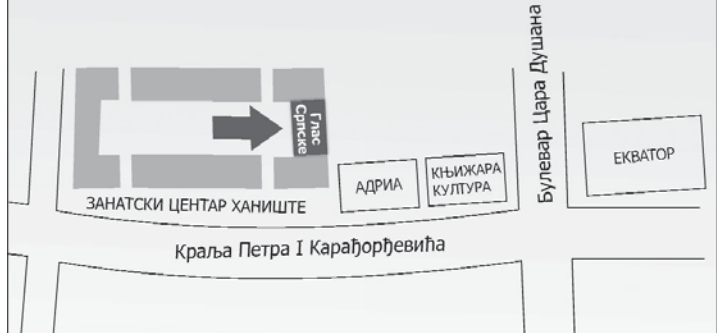 Булевар Цара Душана
Глас
Српске
ЕКВАТОР
АДРИА
КЊИЖАРА
КУЛТУРА
ЗАНАТСКИ ЦЕНТАР ХАНИШТЕ
Краља Петра I Карађорђевића